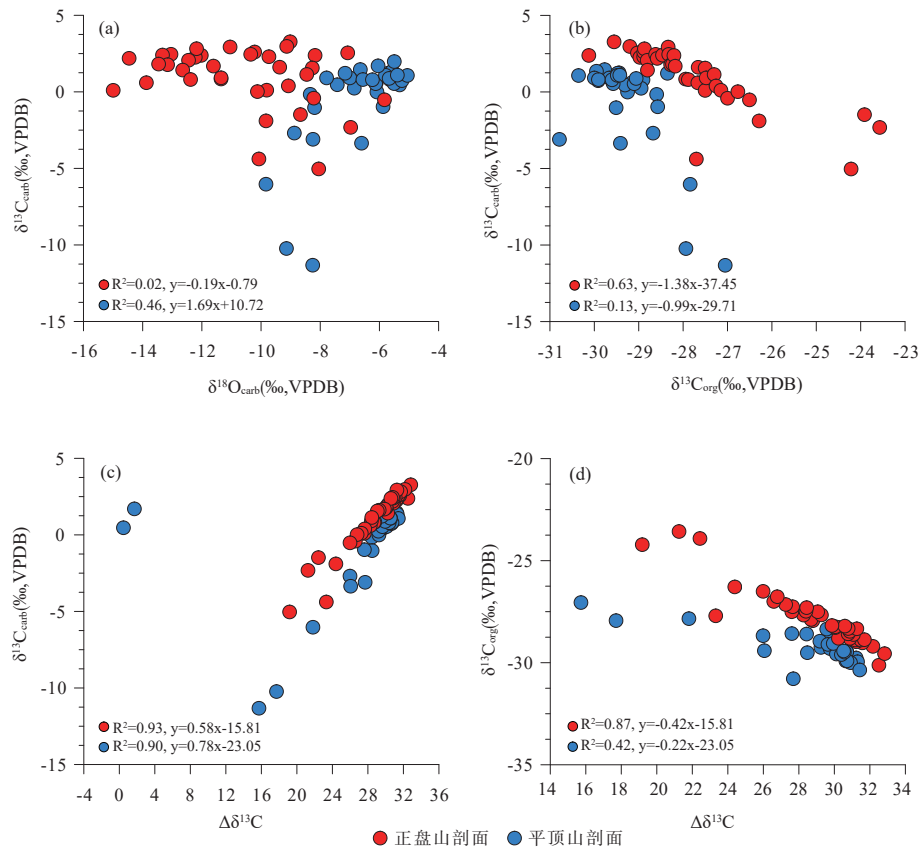 (a)
5
0
-5
-10
-15
δ¹³Ccarb(‰,VPDB)
R²=0.02, y=-0.19x-0.79
R²=0.46, y=1.69x+10.72
-16 -14 -12 -10 -8 -6 -4
δ¹⁸Ocarb(‰,VPDB)
(b)
5
0
-5
-10
-15
δ¹³Ccarb(‰,VPDB)
R²=0.63, y=-1.38x-37.45
R²=0.13, y=-0.99x-29.71
-31 -30 -29 -28 -27 -26 -25 -24 -23
δ¹³Corg(‰,VPDB)
(c)
5
0
-5
-10
-15
δ¹³Ccarb(‰,VPDB)
R²=0.93, y=0.58x-15.81
R²=0.90, y=0.78x-23.05
-4 0 4 8 12 16 20 24 28 32 36
Δδ¹³C
(d)
-20
-25
-30
-35
δ¹³Corg(‰,VPDB)
R²=0.87, y=-0.42x-15.81
R²=0.42, y=-0.22x-23.05
14 16 18 20 22 24 26 28 30 32 34 36
Δδ¹³C
正盘山剖面 平顶山剖面